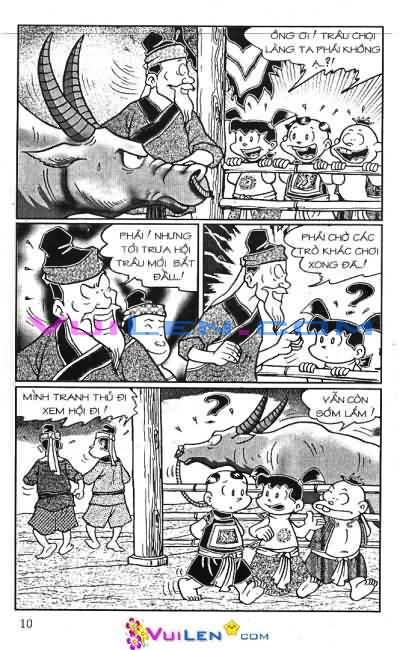 ÔNG ƠI! TRÂU CHỌI
LÀNG TA PHẢI KHÔNG
Ạ..?!
PHẢI! NHƯNG
TỚI TRƯA HỘI
TRÂU MỚI BẮT
ĐẦU...!
PHẢI CHỜ CÁC
TRÒ KHÁC CHƠI
XONG ĐÃ...!
?
VUILEN.COM
MÌNH TRANH THỦ ĐI
XEM HỘI ĐI!
?
VẪN CÒN
SỚM LẮM!
10
VUILEN COM